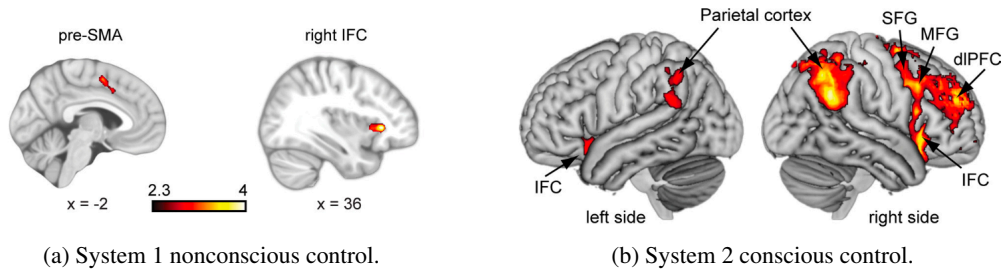 pre-SMA
right IFC
2.3
4
x = -2
x = 36
(a) System 1 nonconscious control.
Parietal cortex
SFG
MFG
dlPFC
IFC
IFC
left side
right side
(b) System 2 conscious control.